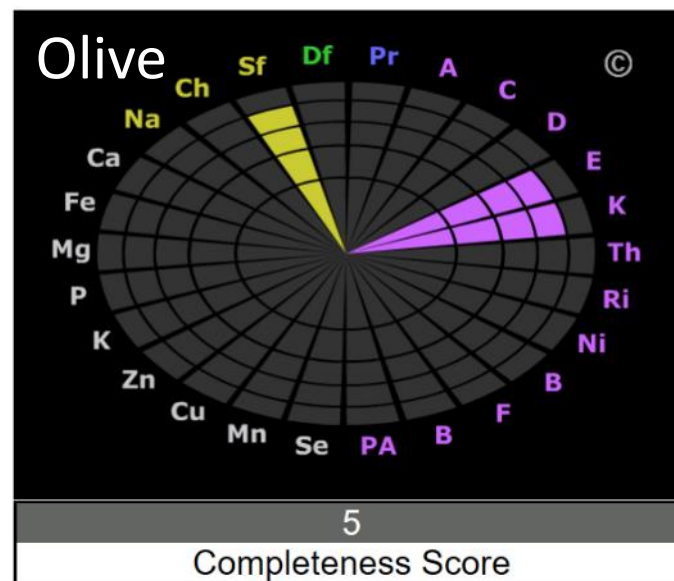 Olive
Df
Pr
Sf
A
©
Ch
C
Na
D
Ca
E
Fe
K
Mg
Th
P
Ri
K
Ni
Zn
B
Cu
F
Mn
B
Se
PA
5
Completeness Score